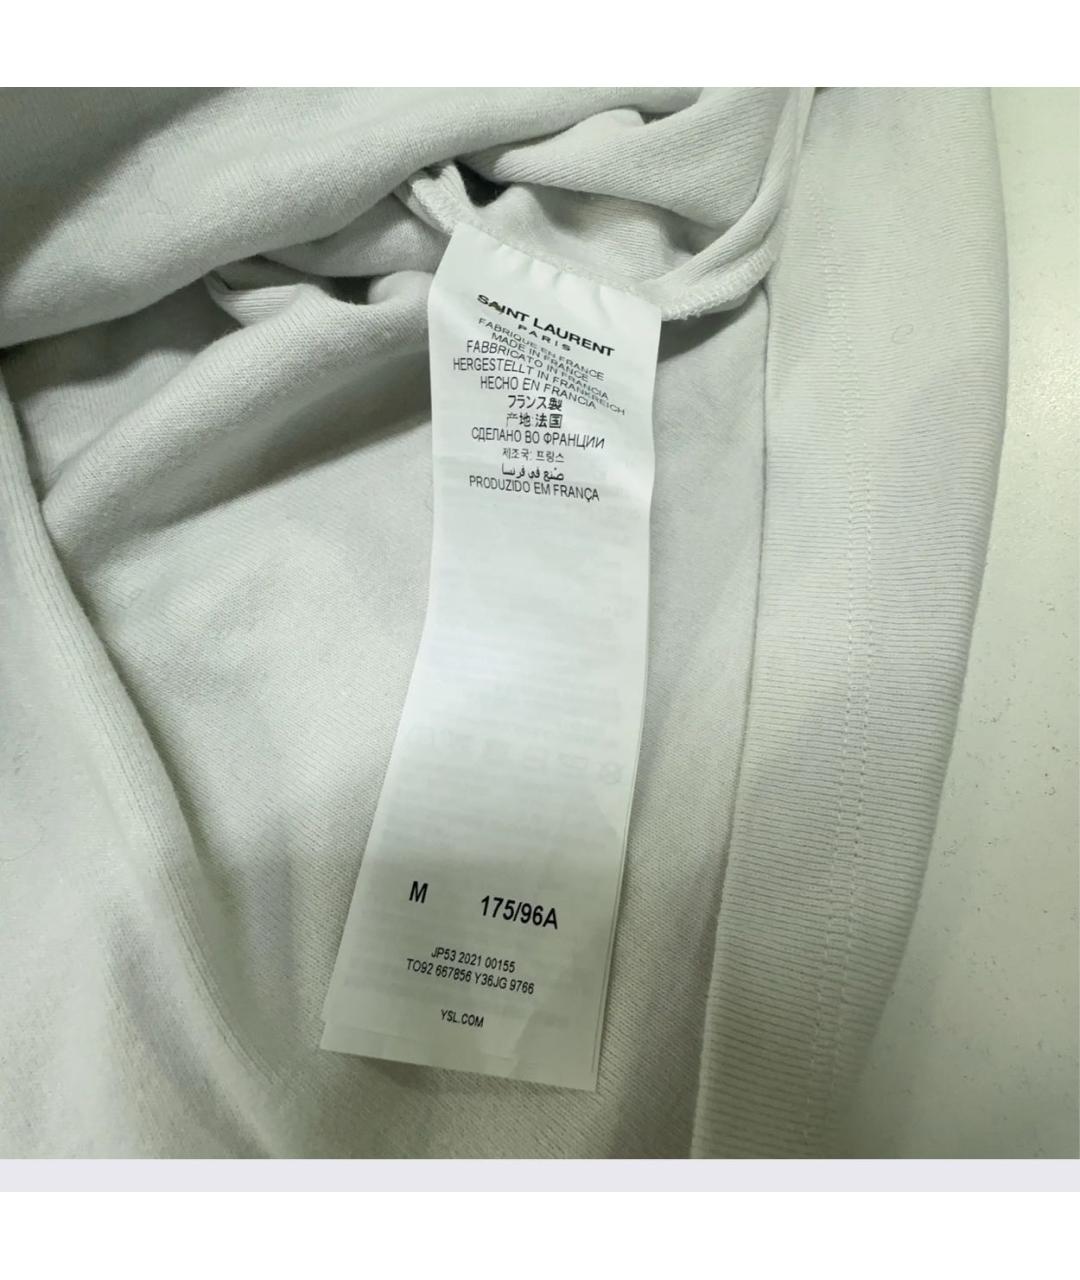 SAINT LAURENT
PARIS
FABRIQUE EN FRANCE
MADE IN FRANCE
FABBRICATO IN FRANCIA
HERGESTELLT IN FRANKREICH
HECHO EN FRANCIA
フランス製
产地:法国
СДЕЛАНО ВО ФРАНЦИИ
제조국: 프랑스
صُنع في فرنسا
PRODUZIDO EM FRANÇA
M 175/96A
JP53 2021 00155
TO92 667856 Y36JG 9766
YSL.COM